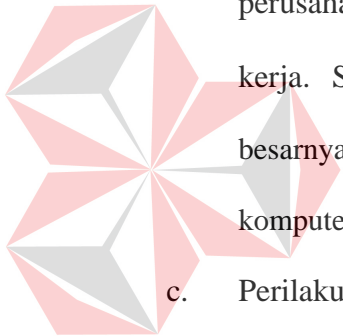 perusaha
kerja. S
besarnya
kompute
c. Perilaku